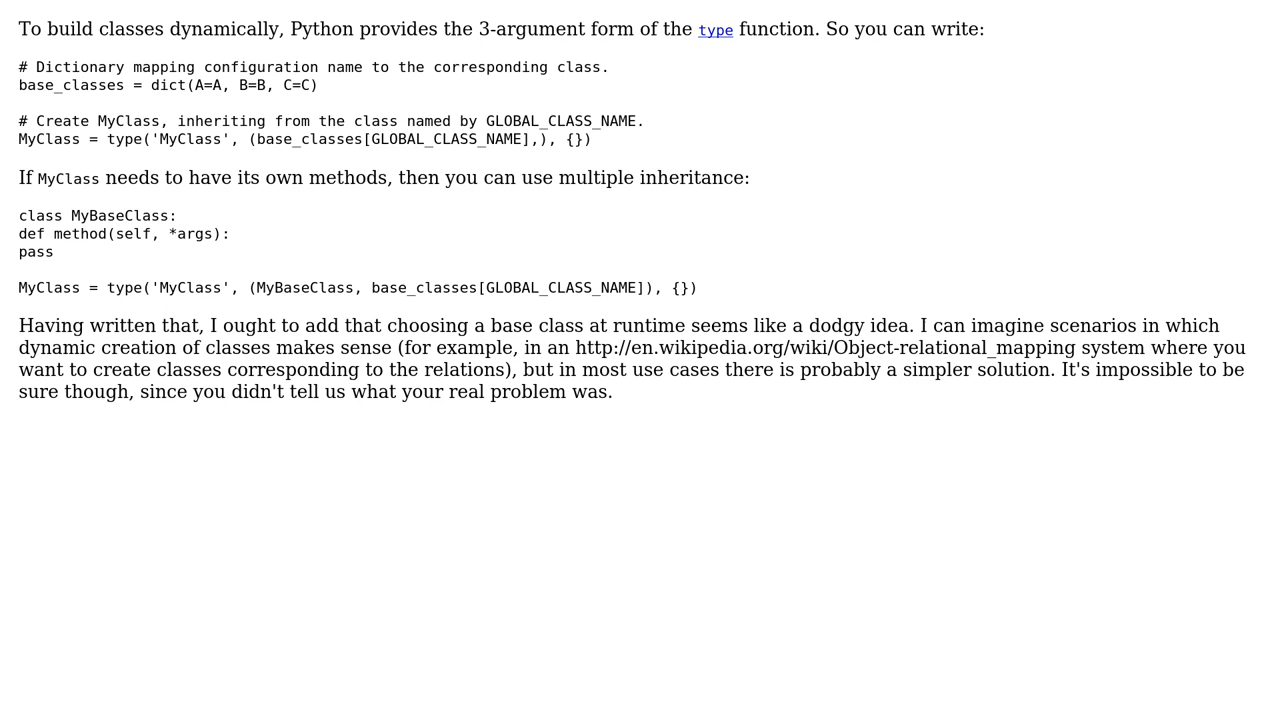 To build classes dynamically, Python provides the 3-argument form of the type function. So you can write:
# Dictionary mapping configuration name to the corresponding class.
base_classes = dict(A=A, B=B, C=C)
# Create MyClass, inheriting from the class named by GLOBAL_CLASS_NAME.
MyClass = type('MyClass', (base_classes[GLOBAL_CLASS_NAME],), {})
If MyClass needs to have its own methods, then you can use multiple inheritance:
class MyBaseClass:
def method(self, *args):
pass
MyClass = type('MyClass', (MyBaseClass, base_classes[GLOBAL_CLASS_NAME]), {})
Having written that, I ought to add that choosing a base class at runtime seems like a dodgy idea. I can imagine scenarios in which
dynamic creation of classes makes sense (for example, in an http://en.wikipedia.org/wiki/Object-relational_mapping system where you
want to create classes corresponding to the relations), but in most use cases there is probably a simpler solution. It's impossible to be
sure though, since you didn't tell us what your real problem was.